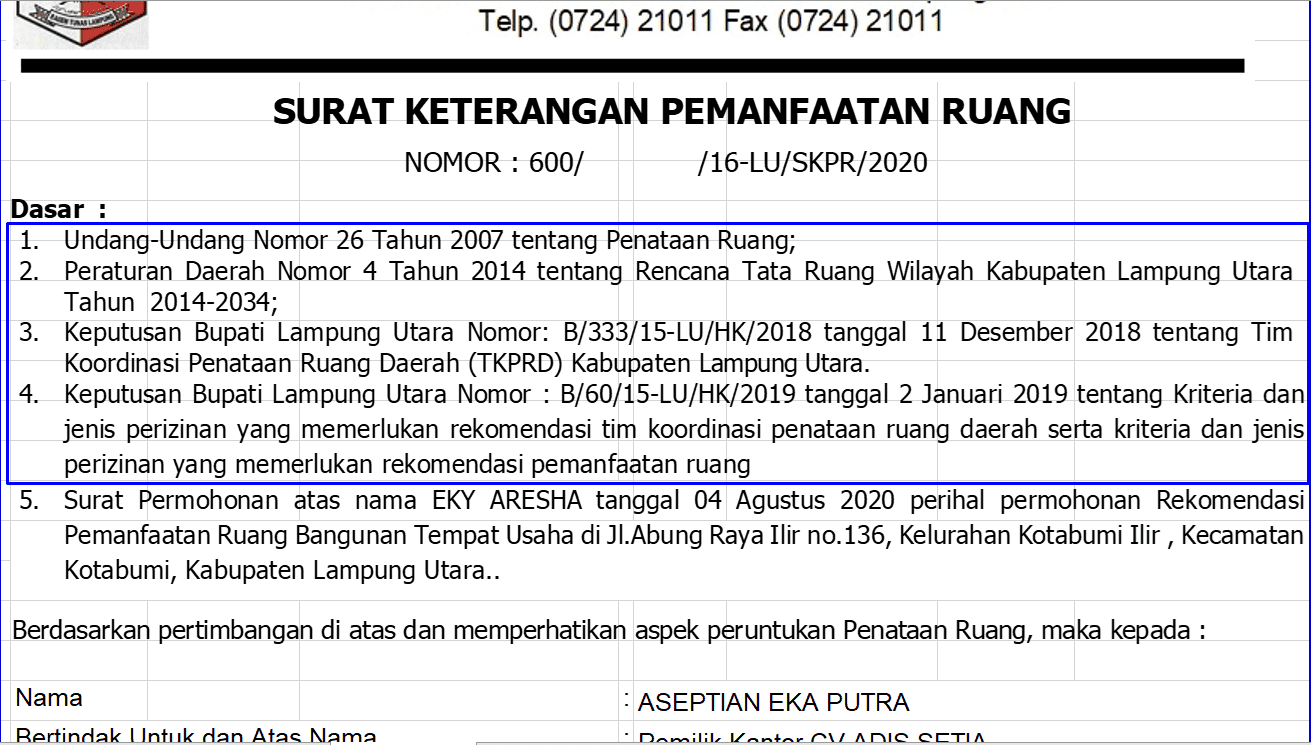 RAGEM TUNAS LAMPUNG
Telp. (0724) 21011 Fax (0724) 21011
SURAT KETERANGAN PEMANFAATAN RUANG
NOMOR : 600/ /16-LU/SKPR/2020
Dasar :
1. Undang-Undang Nomor 26 Tahun 2007 tentang Penataan Ruang;
2. Peraturan Daerah Nomor 4 Tahun 2014 tentang Rencana Tata Ruang Wilayah Kabupaten Lampung Utara
Tahun 2014-2034;
3. Keputusan Bupati Lampung Utara Nomor: B/333/15-LU/HK/2018 tanggal 11 Desember 2018 tentang Tim
Koordinasi Penataan Ruang Daerah (TKPRD) Kabupaten Lampung Utara.
4. Keputusan Bupati Lampung Utara Nomor : B/60/15-LU/HK/2019 tanggal 2 Januari 2019 tentang Kriteria dan
jenis perizinan yang memerlukan rekomendasi tim koordinasi penataan ruang daerah serta kriteria dan jenis
perizinan yang memerlukan rekomendasi pemanfaatan ruang
5. Surat Permohonan atas nama EKY ARESHA tanggal 04 Agustus 2020 perihal permohonan Rekomendasi
Pemanfaatan Ruang Bangunan Tempat Usaha di Jl.Abung Raya Ilir no.136, Kelurahan Kotabumi Ilir , Kecamatan
Kotabumi, Kabupaten Lampung Utara..
Berdasarkan pertimbangan di atas dan memperhatikan aspek peruntukan Penataan Ruang, maka kepada :
Nama : ASEPTIAN EKA PUTRA
Bertindak Untuk dan Atas Nama : Pemilik Kantor CV ADIS SETIA